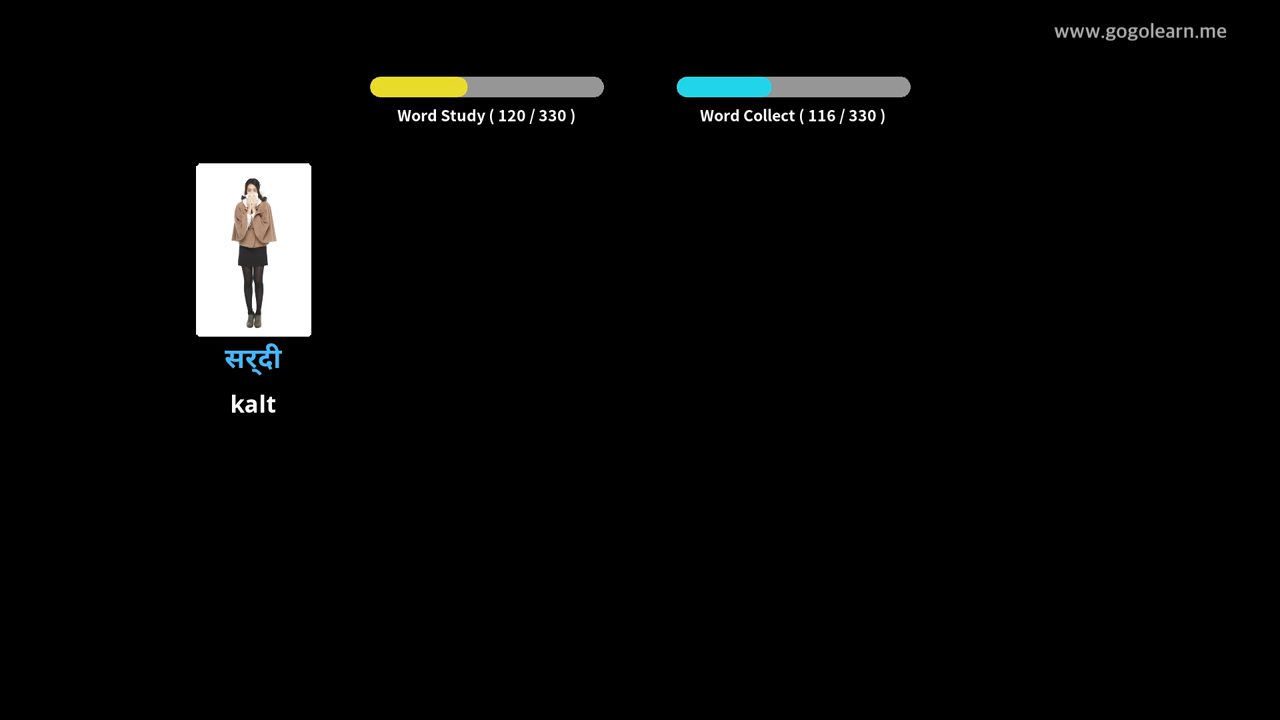 www.gogolearn.me
Word Study ( 120 / 330 )
Word Collect ( 116 / 330 )
सर्‌दी
kalt